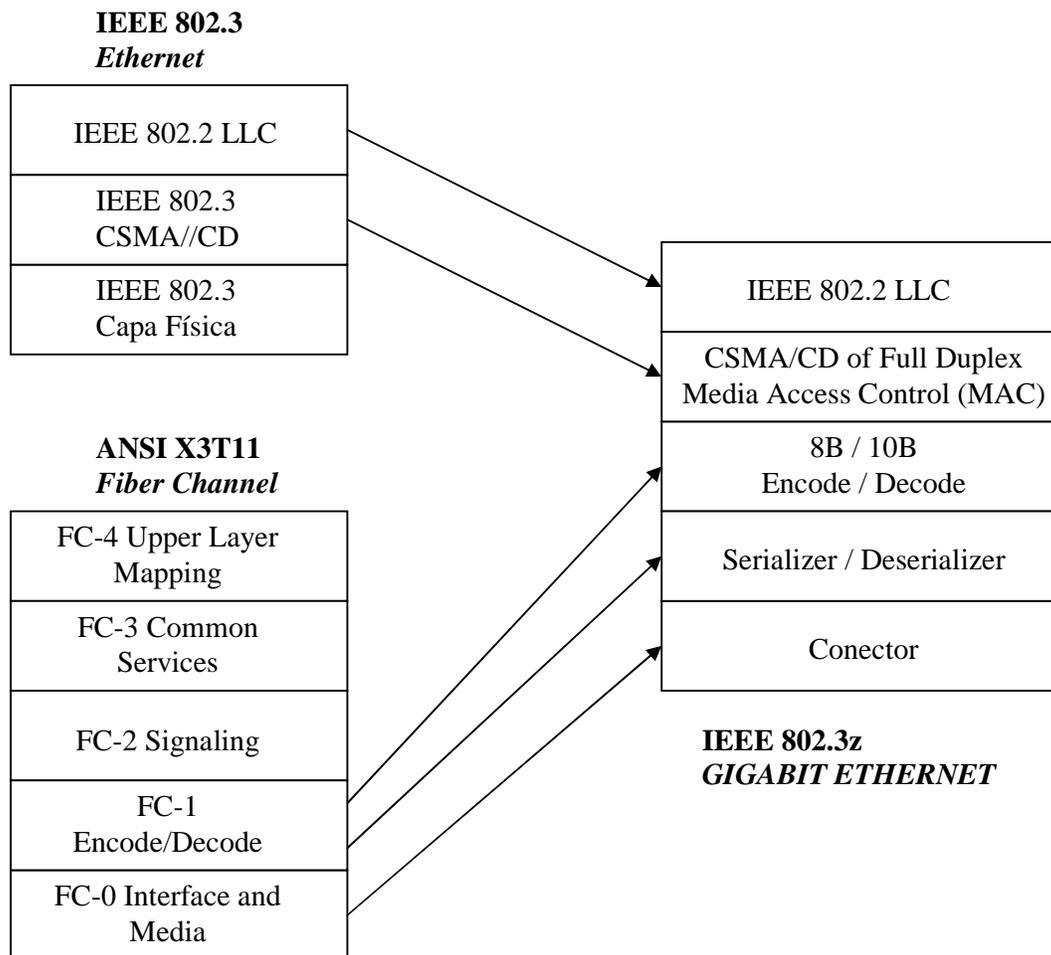 IEEE 802.3
Ethernet
IEEE 802.2 LLC
IEEE 802.3
CSMA//CD
IEEE 802.3
Capa Física
ANSI X3T11
Fiber Channel
FC-4 Upper Layer
Mapping
FC-3 Common
Services
FC-2 Signaling
FC-1
Encode/Decode
FC-0 Interface and
Media
IEEE 802.2 LLC
CSMA/CD of Full Duplex
Media Access Control (MAC)
8B / 10B
Encode / Decode
Serializer / Deserializer
Conector
IEEE 802.3z
GIGABIT ETHERNET